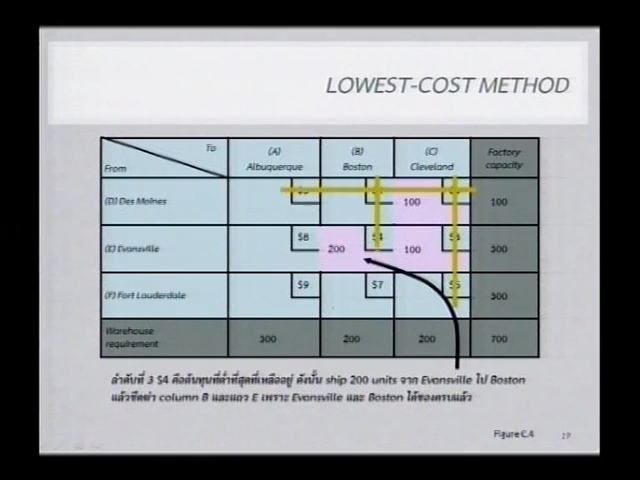 LOWEST-COST METHOD
To
From
(A) Albuquerque
(B) Boston
(C) Cleveland
Factory capacity
(D) Des Moines
100
100
(E) Evansville
$8
200
$4
100
300
(F) Fort Lauderdale
$9
$7
300
Warehouse requirement
300
200
200
700
ลำดับที่ 3 $4 คือต้นทุนที่ต่ำที่สุดที่เหลืออยู่ ดังนั้น ship 200 units จาก Evansville ไป Boston
แล้วขีดฆ่า column B และแถว E เพราะ Evansville และ Boston ได้ของครบแล้ว
Figure C.4
19